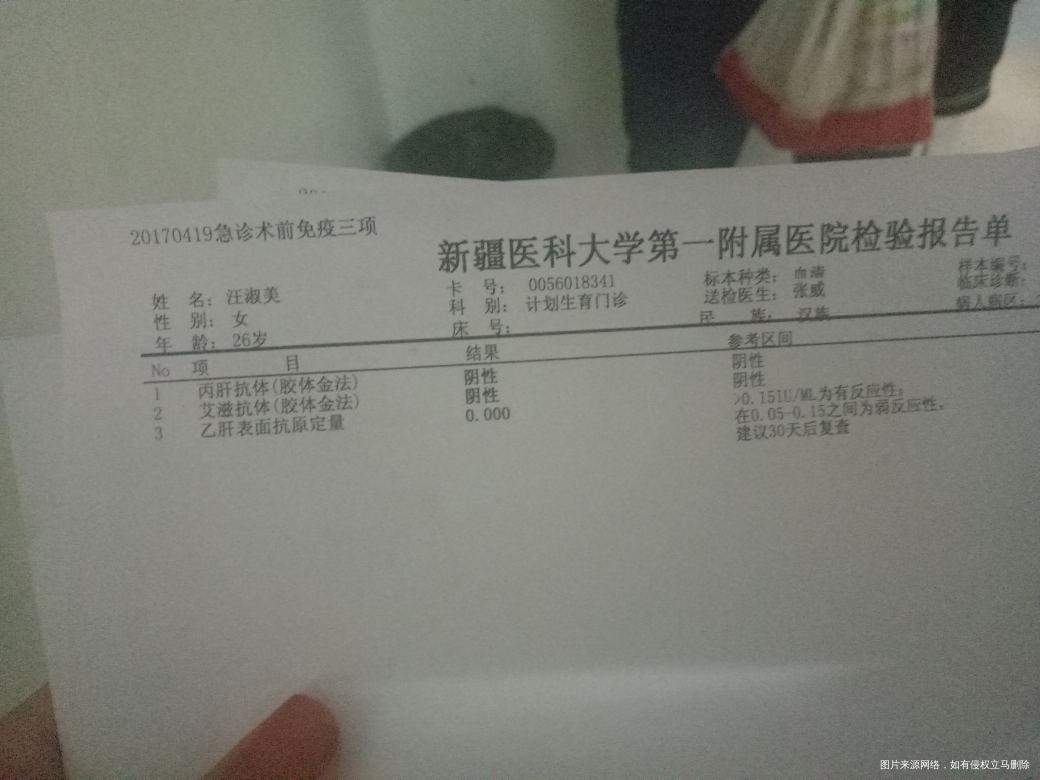 20170419急诊术前免疫三项
新疆医科大学第一附属医院检验报告单
姓 名: 汪淑美 卡 号: 0056018341 标本种类: 血清 样本编号:
性 别: 女 科 别: 计划生育门诊 送检医生: 张威 临床诊断:
年 龄: 26岁 床 号: 民 族: 汉族 病人病区:
No 项 目 结果 参考区间
1 丙肝抗体(胶体金法) 阴性 阴性
2 艾滋抗体(胶体金法) 阴性 阴性
3 乙肝表面抗原定量 0.000 >0.15IU/ML为有反应性;
在0.05-0.15之间为弱反应性,
建议30天后复查
图片来源网络，如有侵权立马删除